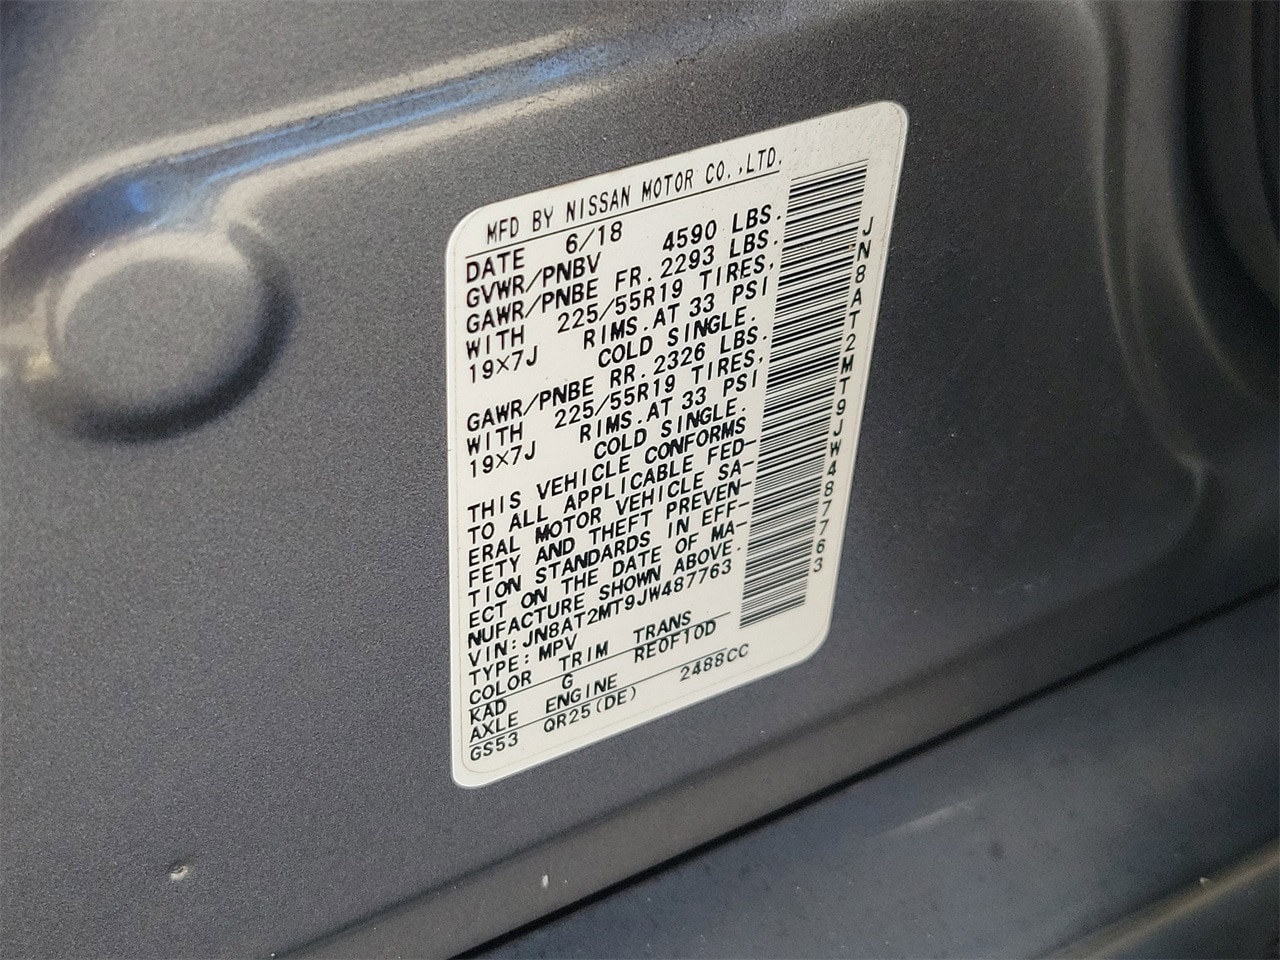 MFD BY NISSAN MOTOR CO.,LTD.
DATE 6/18
GVWR/PNBV 4590 LBS.
GAWR/PNBE FR. 2293 LBS.
WITH 225/55R19 TIRES,
19×7J RIMS.AT 33 PSI
COLD SINGLE.
GAWR/PNBE RR. 2326 LBS.
WITH 225/55R19 TIRES,
19×7J RIMS.AT 33 PSI
COLD SINGLE.
THIS VEHICLE CONFORMS
TO ALL APPLICABLE FED-
ERAL MOTOR VEHICLE SA-
FETY AND THEFT PREVEN-
TION STANDARDS IN EFF-
ECT ON THE DATE OF MA-
NUFACTURE SHOWN ABOVE.
VIN:JN8AT2MT9JW487763
TYPE:MPV
COLOR TRIM TRANS
KAD G REOF10D
AXLE ENGINE
GS53 QR25(DE) 2488CC
JN8AT2MT9JW487763